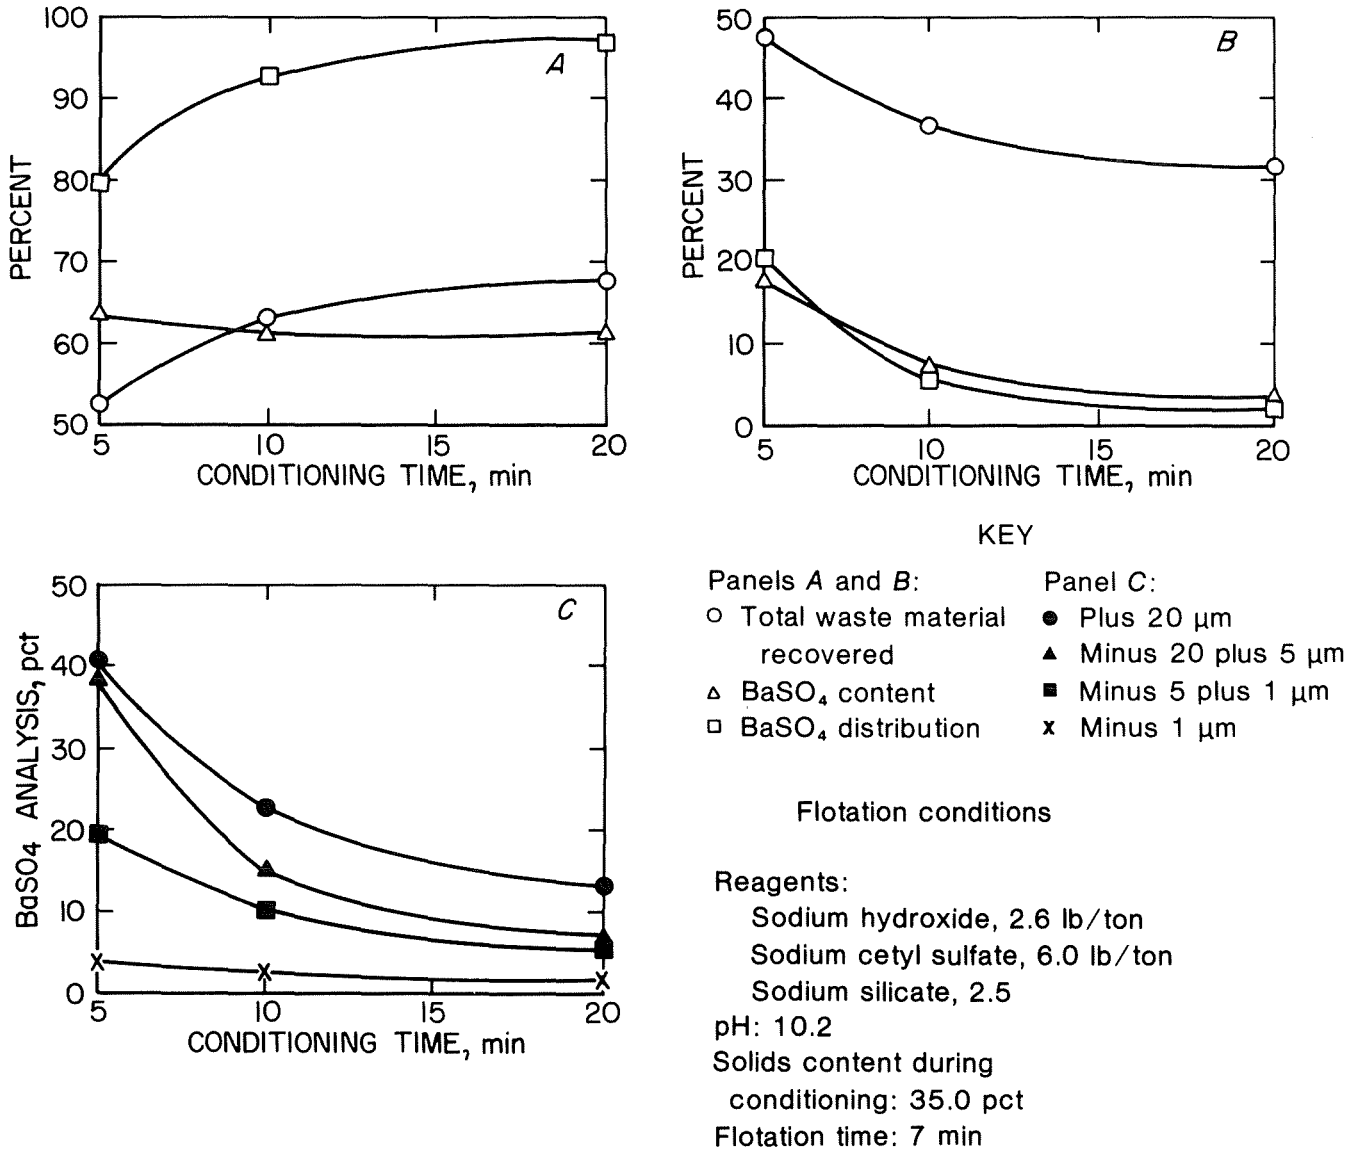 100
90
80
70
60
50
PERCENT
A
5
10
15
20
CONDITIONING TIME, min
50
40
30
20
10
0
PERCENT
B
5
10
15
20
CONDITIONING TIME, min
50
40
30
20
10
0
BaSO4 ANALYSIS, pct
C
5
10
15
20
CONDITIONING TIME, min
KEY
Panels A and B:
Total waste material
recovered
BaSO₄ content
BaSO₄ distribution
Panel C:
Plus 20 μm
Minus 20 plus 5 μm
Minus 5 plus 1 μm
Minus 1 μm
Flotation conditions
Reagents:
Sodium hydroxide, 2.6 lb/ton
Sodium cetyl sulfate, 6.0 lb/ton
Sodium silicate, 2.5
pH: 10.2
Solids content during
conditioning: 35.0 pct
Flotation time: 7 min